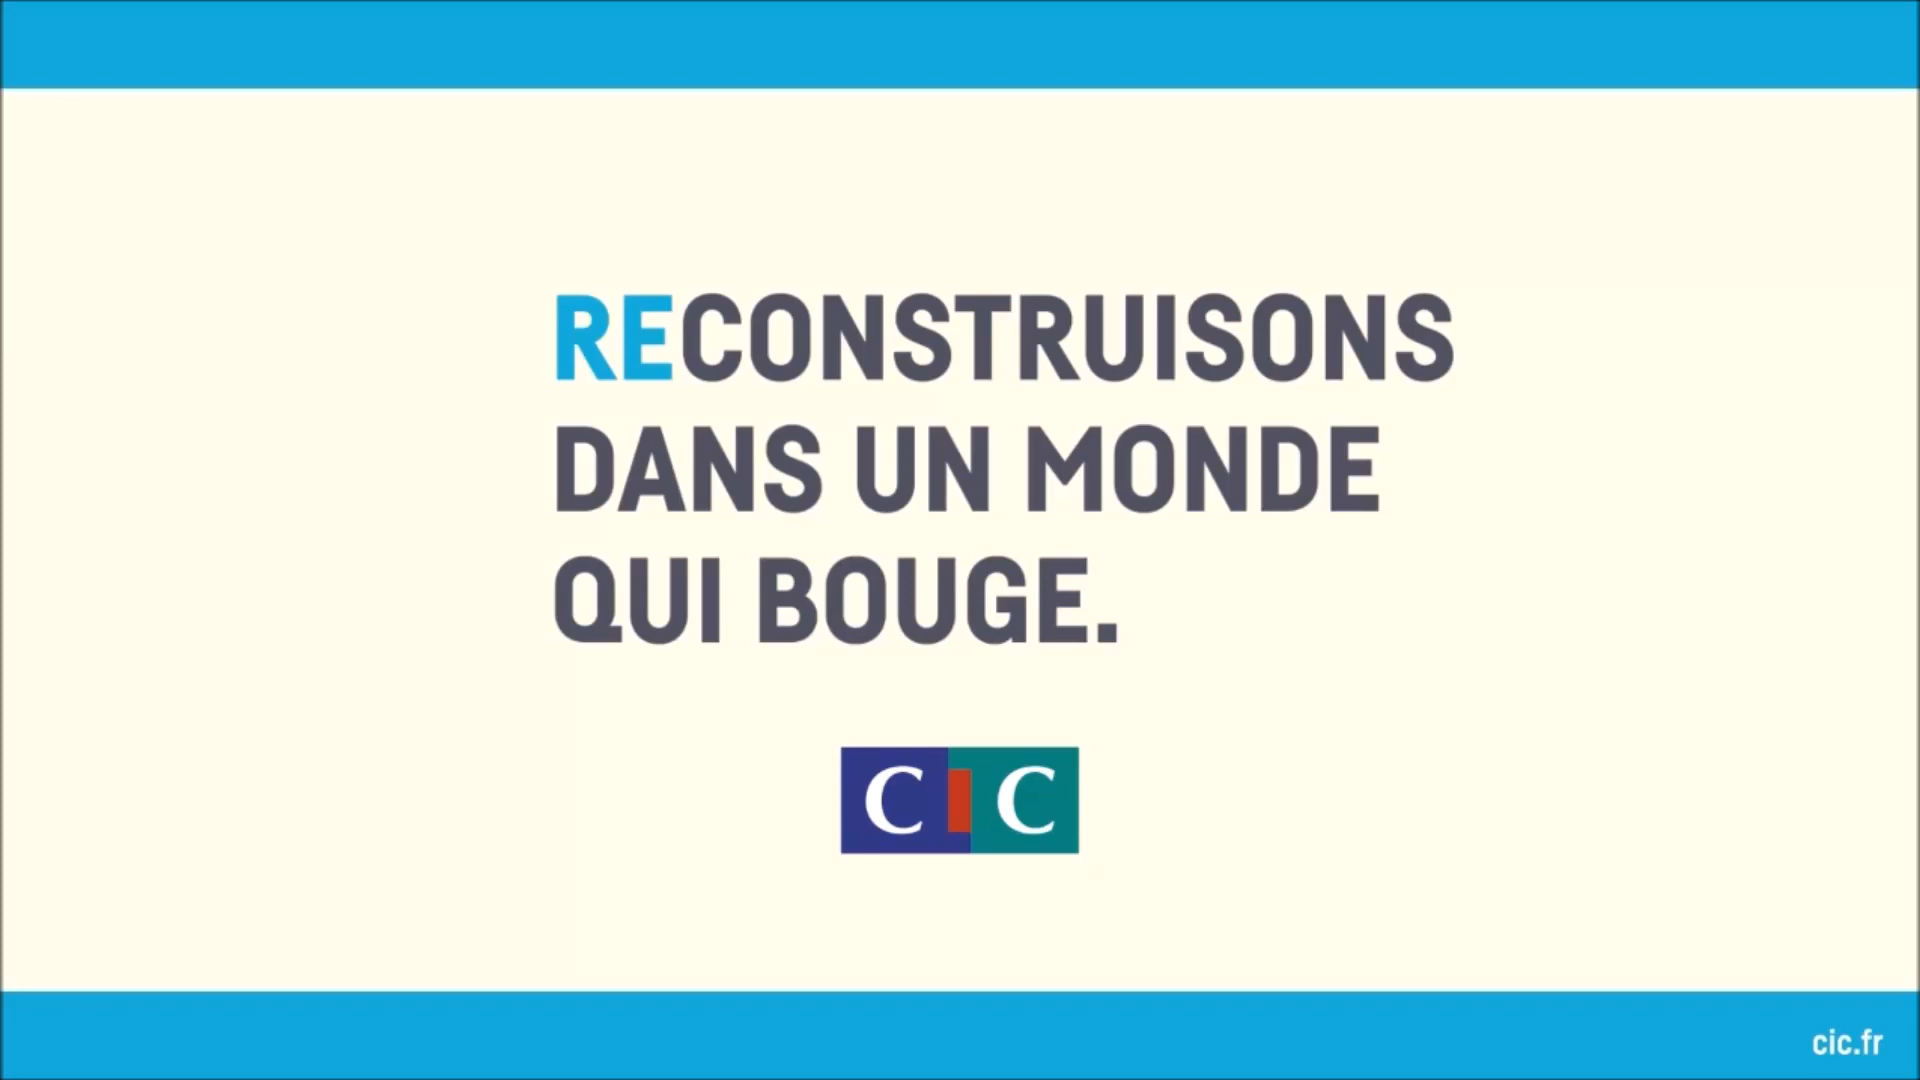 RECONSTRUISONS
DANS UN MONDE
QUI BOUGE.
CIC
cic.fr